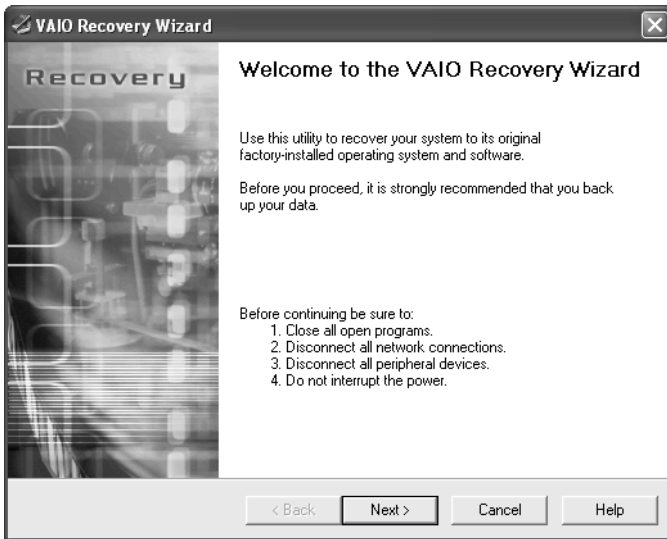 VAIO Recovery Wizard
Recovery
Welcome to the VAIO Recovery Wizard
Use this utility to recover your system to its original
factory-installed operating system and software.
Before you proceed, it is strongly recommended that you back
up your data.
Before continuing be sure to:
1. Close all open programs.
2. Disconnect all network connections.
3. Disconnect all peripheral devices.
4. Do not interrupt the power.
< Back
Next >
Cancel
Help